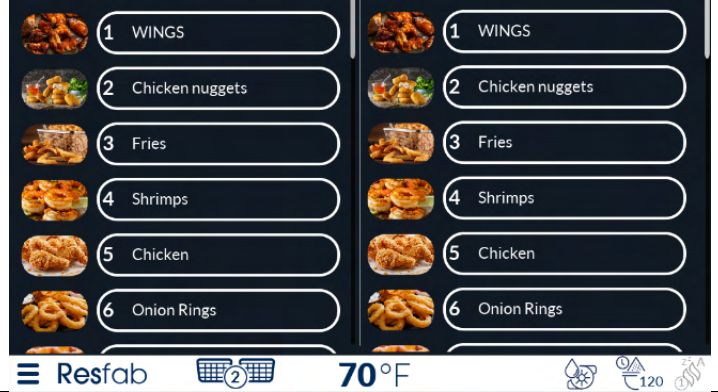 1 WINGS
2 Chicken nuggets
3 Fries
4 Shrimps
5 Chicken
6 Onion Rings
1 WINGS
2 Chicken nuggets
3 Fries
4 Shrimps
5 Chicken
6 Onion Rings
Resfab 2 70°F 120 zzz